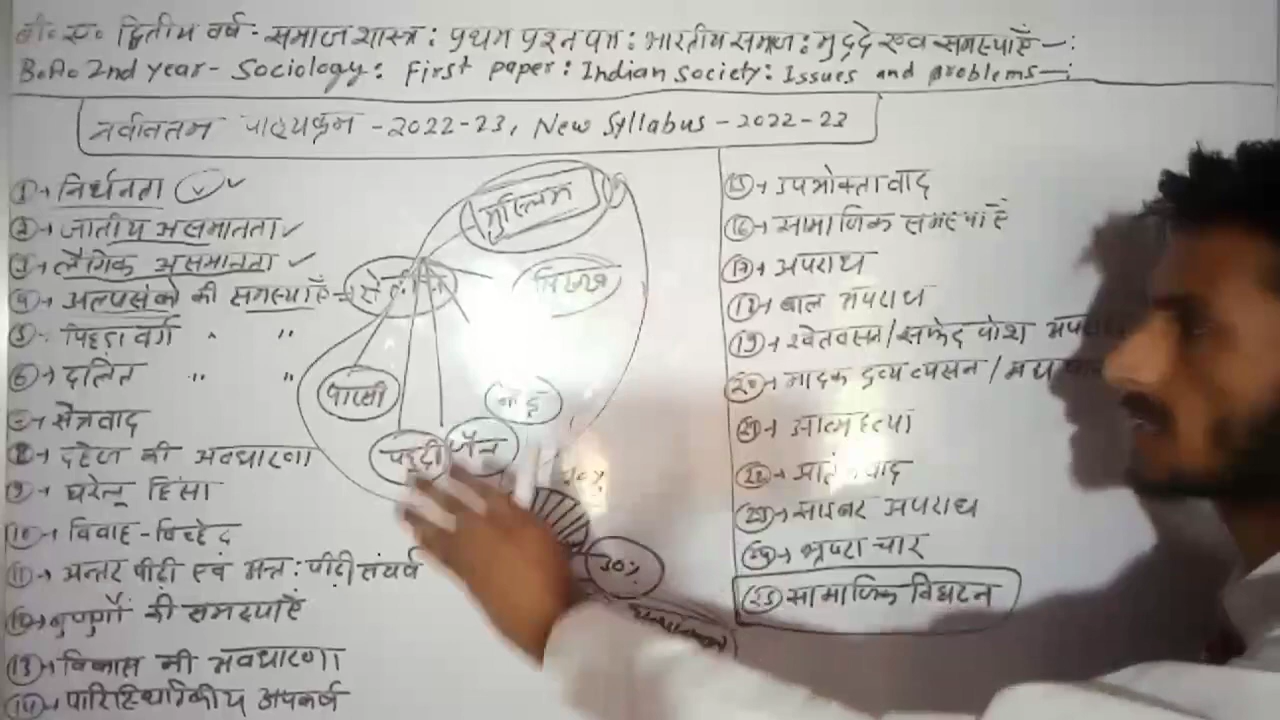 बी० ए० द्वितीय वर्ष - समाज शास्त्र : प्रथम प्रश्न पत्र : भारतीय समाज : मुद्दे एवं समस्याएँ —:
B.A. 2nd year - Sociology : First paper : Indian Society : Issues and problems —:
नवीनतम पाठ्यक्रम - 2022-23, New Syllabus - 2022-23
① → निर्धनता ✓ ✓
② → जातीय असमानता ✓
③ → लैंगिक असमानता ✓
④ → अल्पसंको की समस्याएँ →
⑤ - पिछड़ा वर्ग " "
⑥ → दलित " "
⑦ → क्षेत्रवाद
⑧ → दहेज की अवधारणा
⑨ → घरेलू हिंसा
⑩ → विवाह - विच्छेद
⑪ → अन्तर पीढ़ी एवं अन्त : पीढ़ी संघर्ष
⑫ → की समस्याएँ
⑬ → विकास की अवधारणा
⑭ → पारिस्थितिकीय अपकर्ष
मुस्लिम
सिक्ख
पारसी
यहूदी
जैन
30%
⑮ → उपभोक्तावाद
⑯ → सामाजिक समस्याएँ
⑰ → अपराध
⑱ → बाल अपराध
⑲ → श्वेतवसन / सफेद पोश
⑳ → मादक द्रव्य व्यसन /
㉑ → आत्महत्या
㉒ →
㉓ → साइबर अपराध
㉔ → भ्रष्टाचार
㉕ सामाजिक विघटन